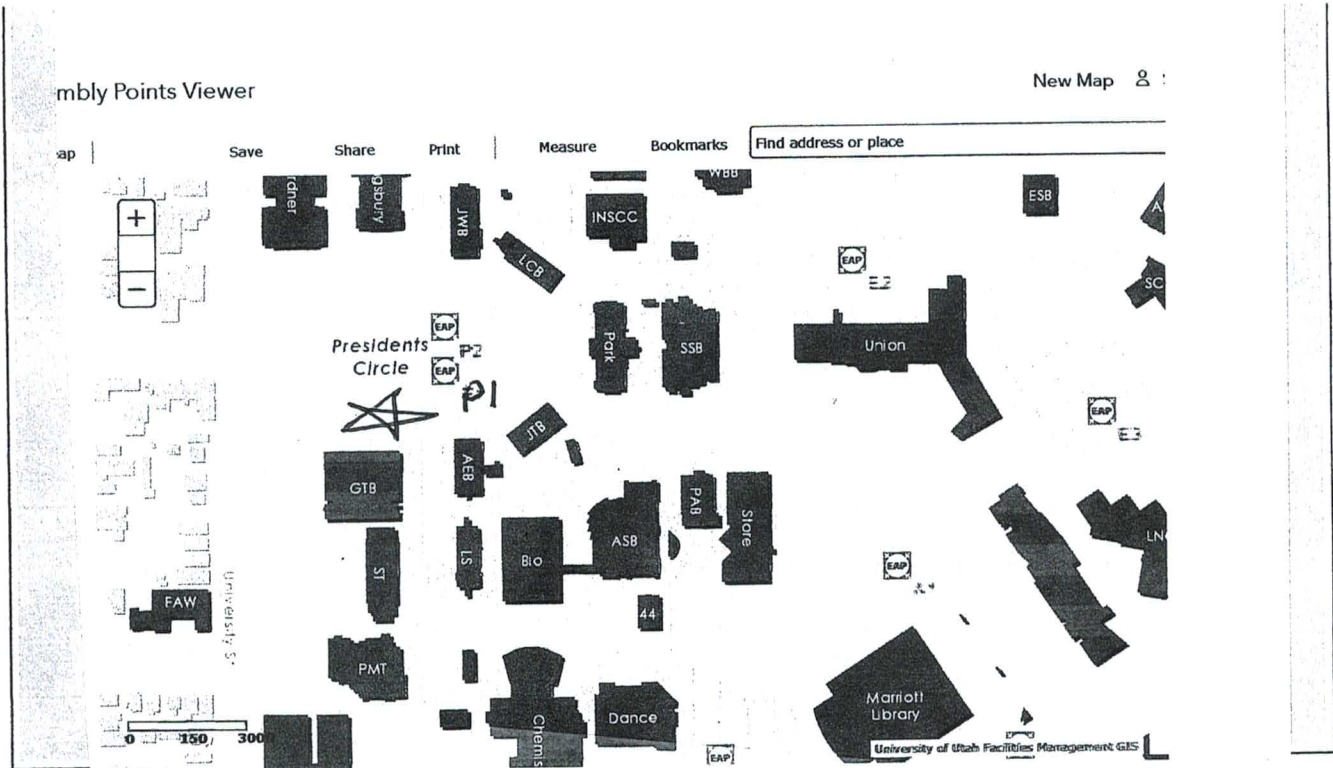 mbly Points Viewer
New Map
ap
Save
Share
Print
Measure
Bookmarks
Find address or place
rdner
gsbury
JWB
INSCC
WBB
ESB
A
LCB
EAP
E2
SC
EAP
P2
EAP
P1
Presidents
Circle
Park
SSB
Union
EAP
E3
JTB
AEB
GTB
PAB
Store
ASB
Bio
LS
ST
LN
EAP
FAW
University S
44
PMT
Marriott
Library
Dance
Chemis
EAP
0 150 300
University of Utah Facilities Management GIS